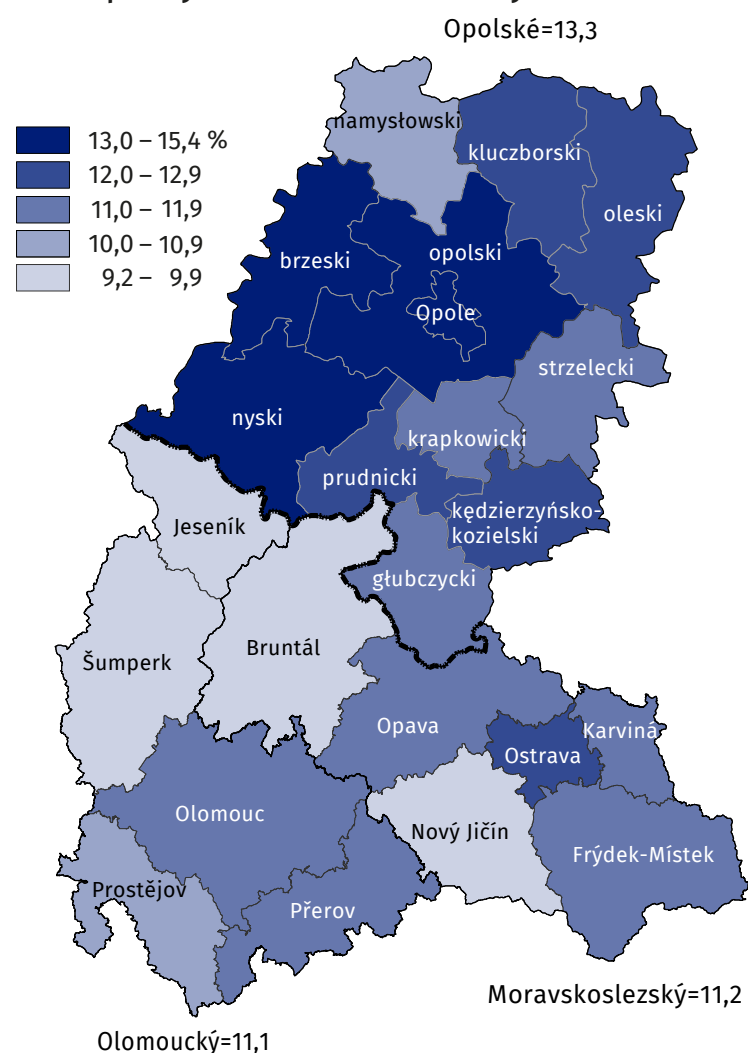 Opolské=13,3
13,0 – 15,4 %
12,0 – 12,9
11,0 – 11,9
10,0 – 10,9
9,2 – 9,9
namysłowski
kluczborski
oleski
brzeski
opolski
Opole
strzelecki
nyski
krapkowicki
prudnicki
kędzierzyńsko-
kozielski
Jeseník
głubczycki
Šumperk
Bruntál
Opava
Karviná
Ostrava
Olomouc
Nový Jičín
Frýdek-Místek
Prostějov
Přerov
Moravskoslezský=11,2
Olomoucký=11,1